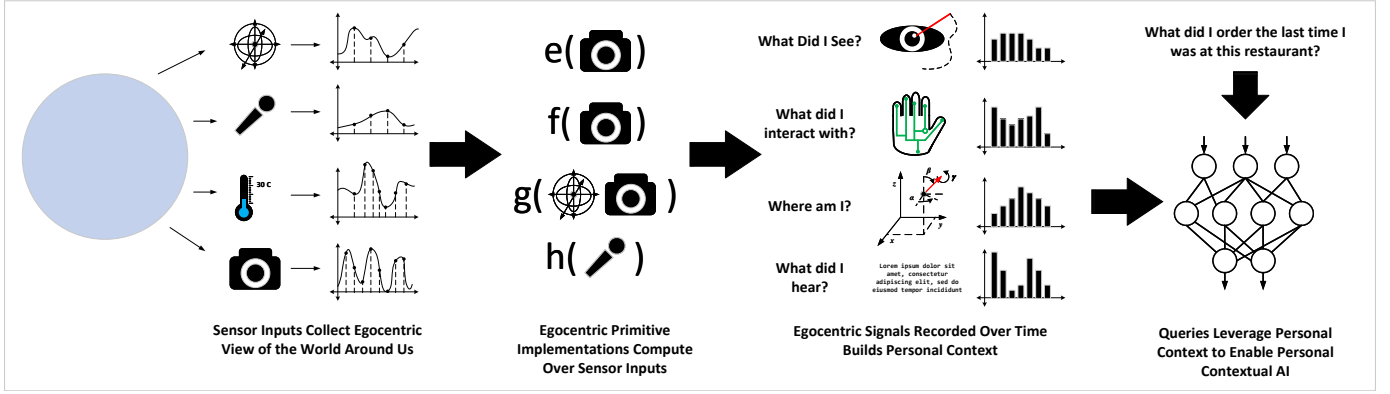 30 C
Sensor Inputs Collect Egocentric
View of the World Around Us
e( )
f( )
g( )
h( )
Egocentric Primitive
Implementations Compute
Over Sensor Inputs
What Did I See?
What did I
interact with?
Where am I?
z
β
γ
α
y
x
What did I
hear?
Lorem ipsum dolor sit
amet, consectetur
adipiscing elit, sed do
eiusmod tempor incididunt
Egocentric Signals Recorded Over Time
Builds Personal Context
What did I order the last time I
was at this restaurant?
Queries Leverage Personal
Context to Enable Personal
Contextual AI